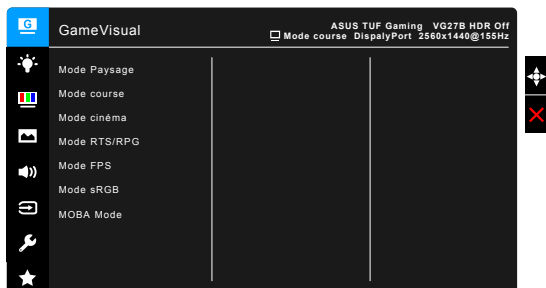 G
GameVisual
ASUS TUF Gaming VG27B HDR Off
Mode course DispalyPort 2560x1440@155Hz
Mode Paysage
Mode course
Mode cinéma
Mode RTS/RPG
Mode FPS
Mode sRGB
MOBA Mode